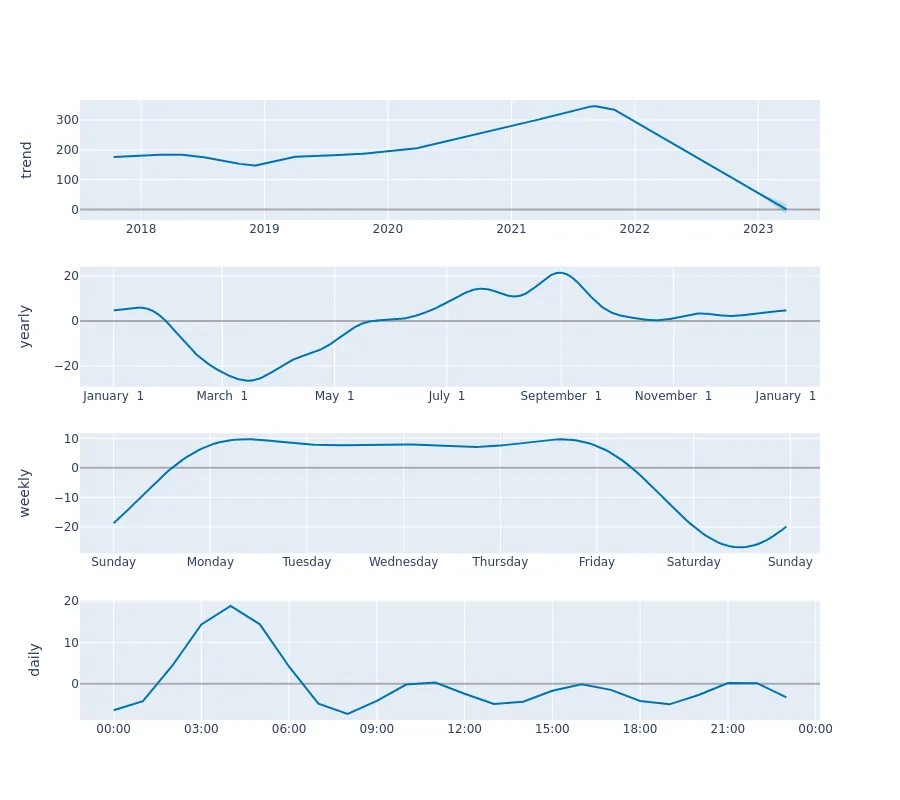 trend
300
200
100
0
2018 2019 2020 2021 2022 2023
yearly
20
0
−20
January 1 March 1 May 1 July 1 September 1 November 1 January 1
weekly
10
0
−10
−20
Sunday Monday Tuesday Wednesday Thursday Friday Saturday Sunday
daily
20
10
0
00:00 03:00 06:00 09:00 12:00 15:00 18:00 21:00 00:00